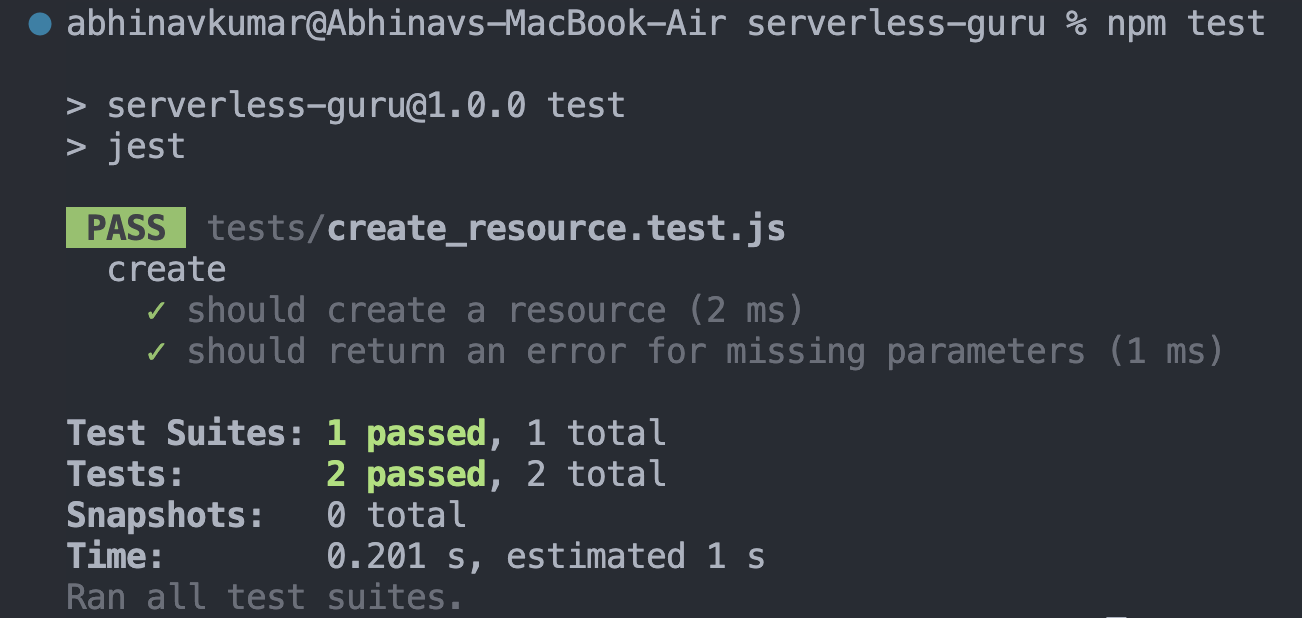 abhinavkumar@Abhinavs-MacBook-Air serverless-guru % npm test
> serverless-guru@1.0.0 test
> jest
PASS tests/create_resource.test.js
create
✓ should create a resource (2 ms)
✓ should return an error for missing parameters (1 ms)
Test Suites: 1 passed, 1 total
Tests: 2 passed, 2 total
Snapshots: 0 total
Time: 0.201 s, estimated 1 s
Ran all test suites.